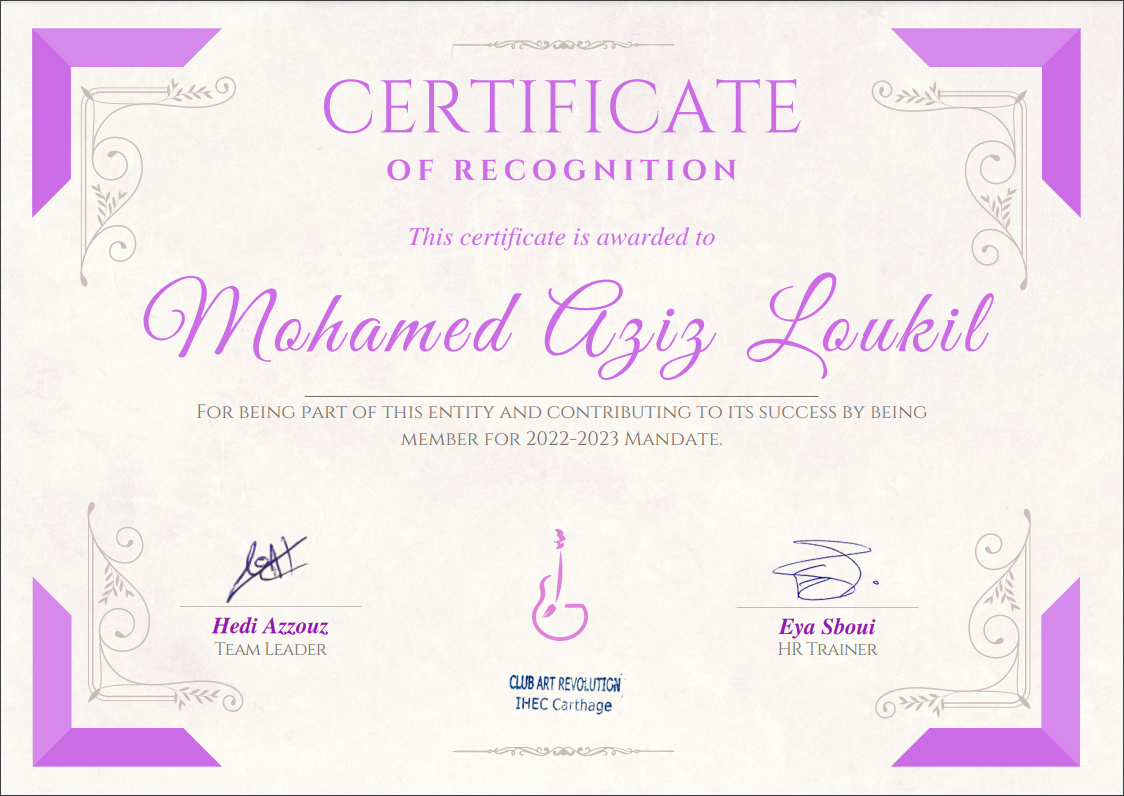 CERTIFICATE
OF RECOGNITION
This certificate is awarded to
Mohamed Aziz Loukil
For being part of this entity and contributing to its success by being
member for 2022-2023 Mandate.
Hedi Azzouz
Team Leader
Eya Sboui
HR Trainer
CLUB ART REVOLUTION
IHEC Carthage